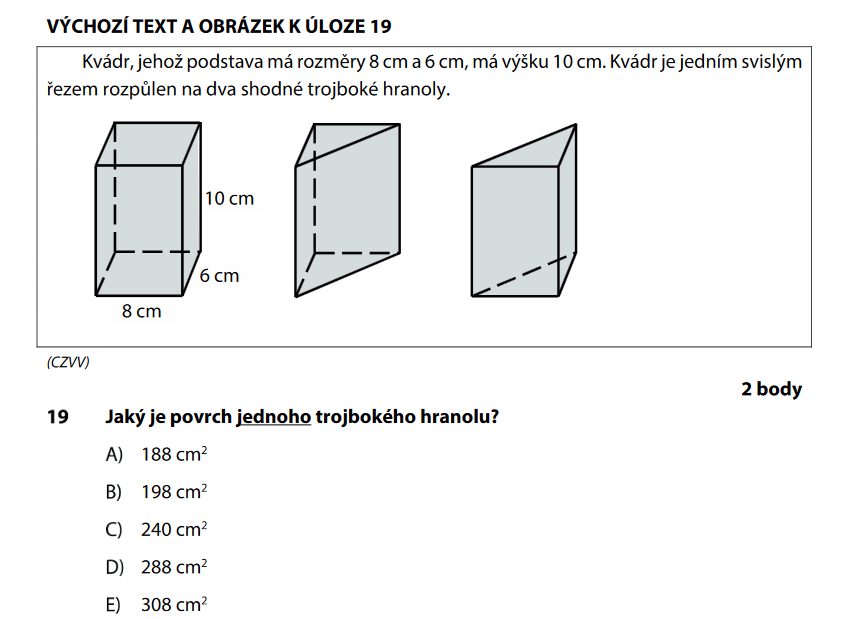 VÝCHOZÍ TEXT A OBRÁZEK K ÚLOZE 19
Kvádr, jehož podstava má rozměry 8 cm a 6 cm, má výšku 10 cm. Kvádr je jedním svislým
řezem rozpůlen na dva shodné trojboké hranoly.
10 cm
6 cm
8 cm
(CZVV)
2 body
19 Jaký je povrch jednoho trojbokého hranolu?
A) 188 cm²
B) 198 cm²
C) 240 cm²
D) 288 cm²
E) 308 cm²